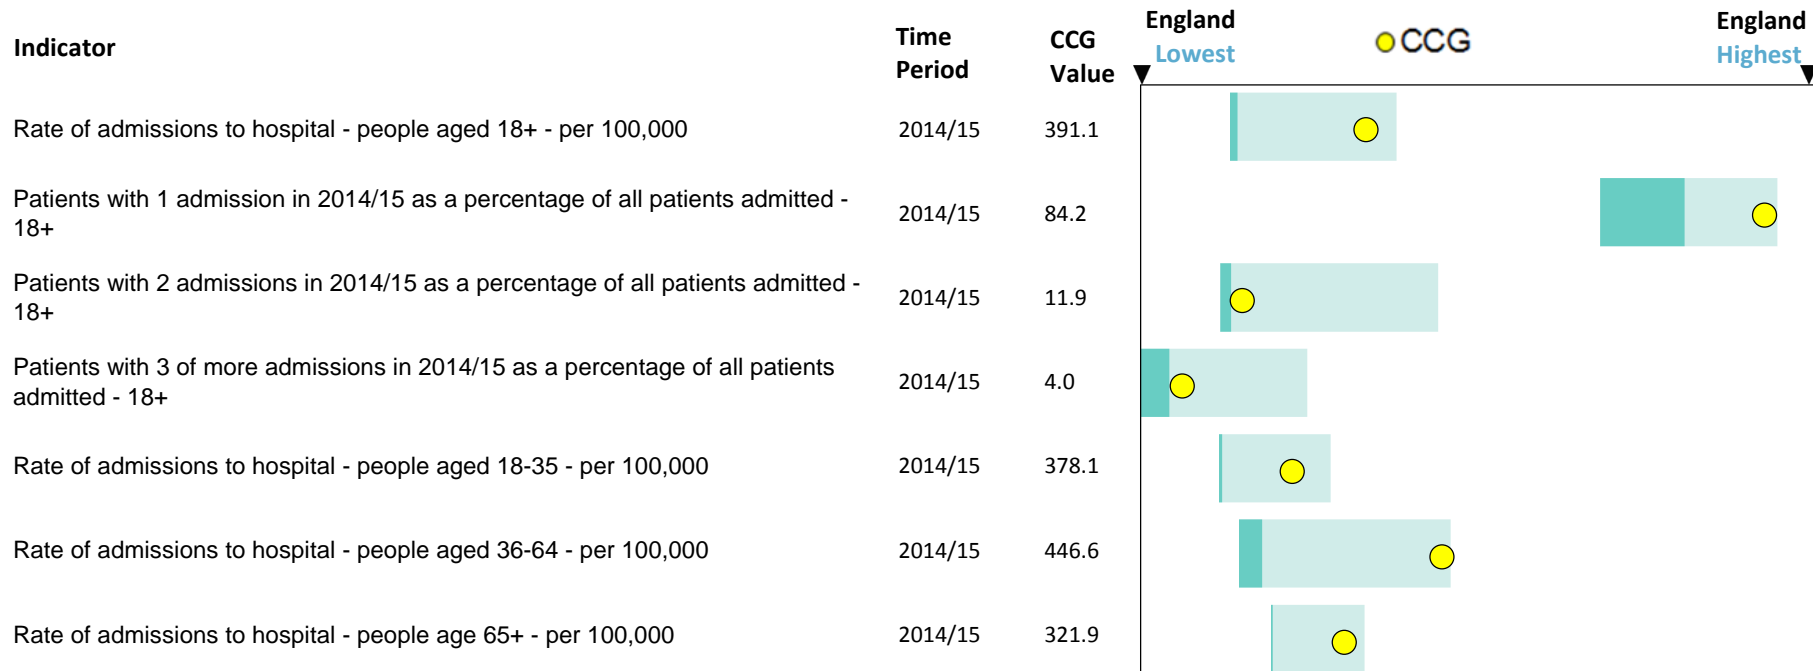 Indicator
Time Period
CCG Value
England Lowest
CCG
England Highest
Rate of admissions to hospital - people aged 18+ - per 100,000 2014/15 391.1
Patients with 1 admission in 2014/15 as a percentage of all patients admitted -
18+
2014/15 84.2
Patients with 2 admissions in 2014/15 as a percentage of all patients admitted -
18+
2014/15 11.9
Patients with 3 of more admissions in 2014/15 as a percentage of all patients
admitted - 18+
2014/15 4.0
Rate of admissions to hospital - people aged 18-35 - per 100,000 2014/15 378.1
Rate of admissions to hospital - people aged 36-64 - per 100,000 2014/15 446.6
Rate of admissions to hospital - people age 65+ - per 100,000 2014/15 321.9